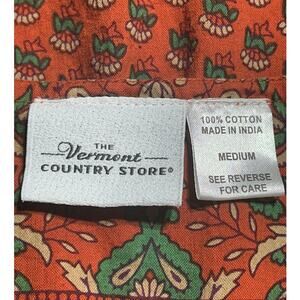 THE
Vermont
COUNTRY STORE®
100% COTTON
MADE IN INDIA
MEDIUM
SEE REVERSE
FOR CARE